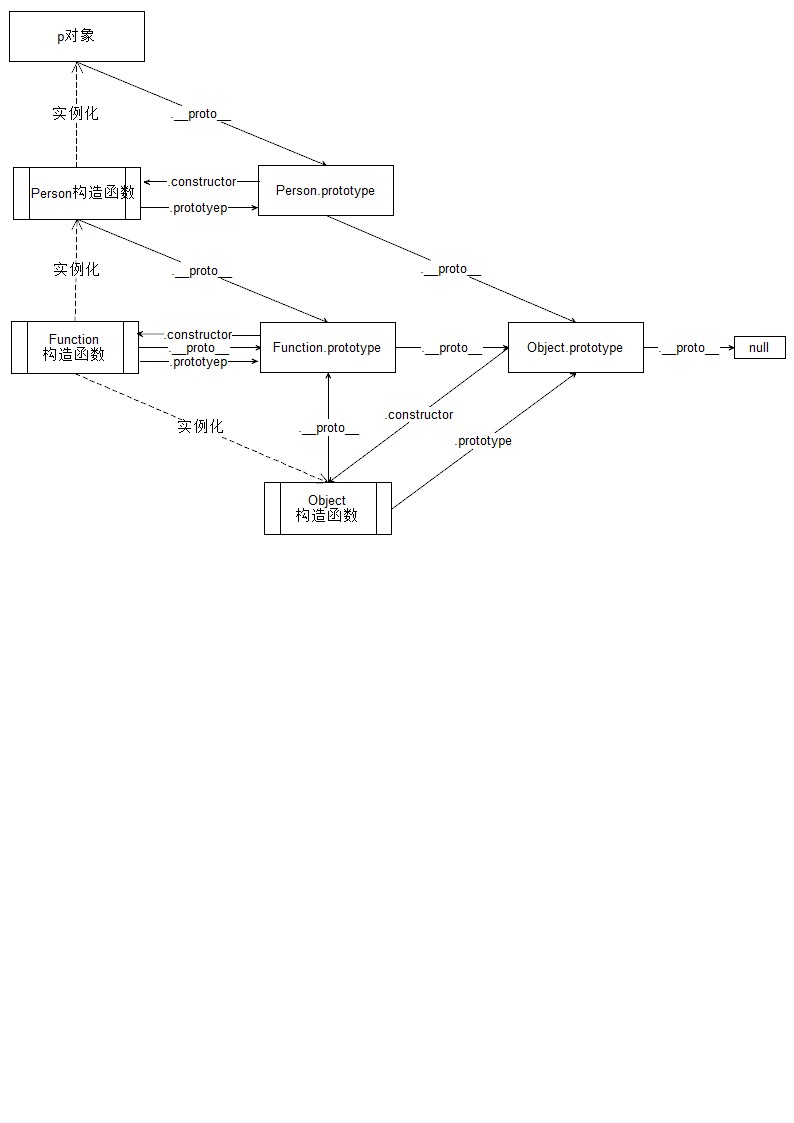 p对象
实例化
.__proto__
.constructor
Person构造函数
Person.prototype
.prototyep
实例化
.__proto__
.__proto__
.constructor
Function
构造函数
.__proto__
.prototyep
Function.prototype
.__proto__
Object.prototype
.__proto__
null
.constructor
实例化
.__proto__
.prototype
Object
构造函数